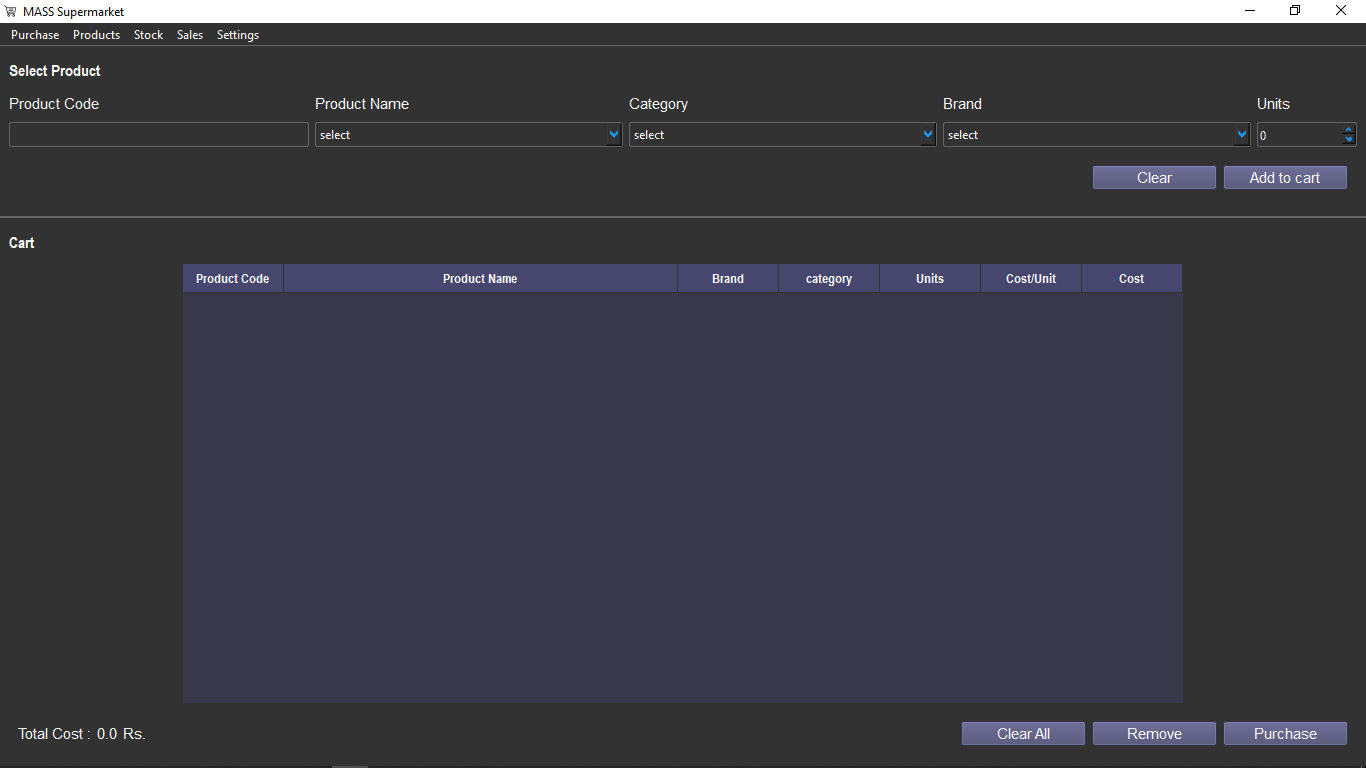 MASS Supermarket
Purchase Products Stock Sales Settings
Select Product
Product Code Product Name Category Brand Units
select select select 0
Clear Add to cart
Cart
Product Code Product Name Brand category Units Cost/Unit Cost
Total Cost : 0.0 Rs. Clear All Remove Purchase